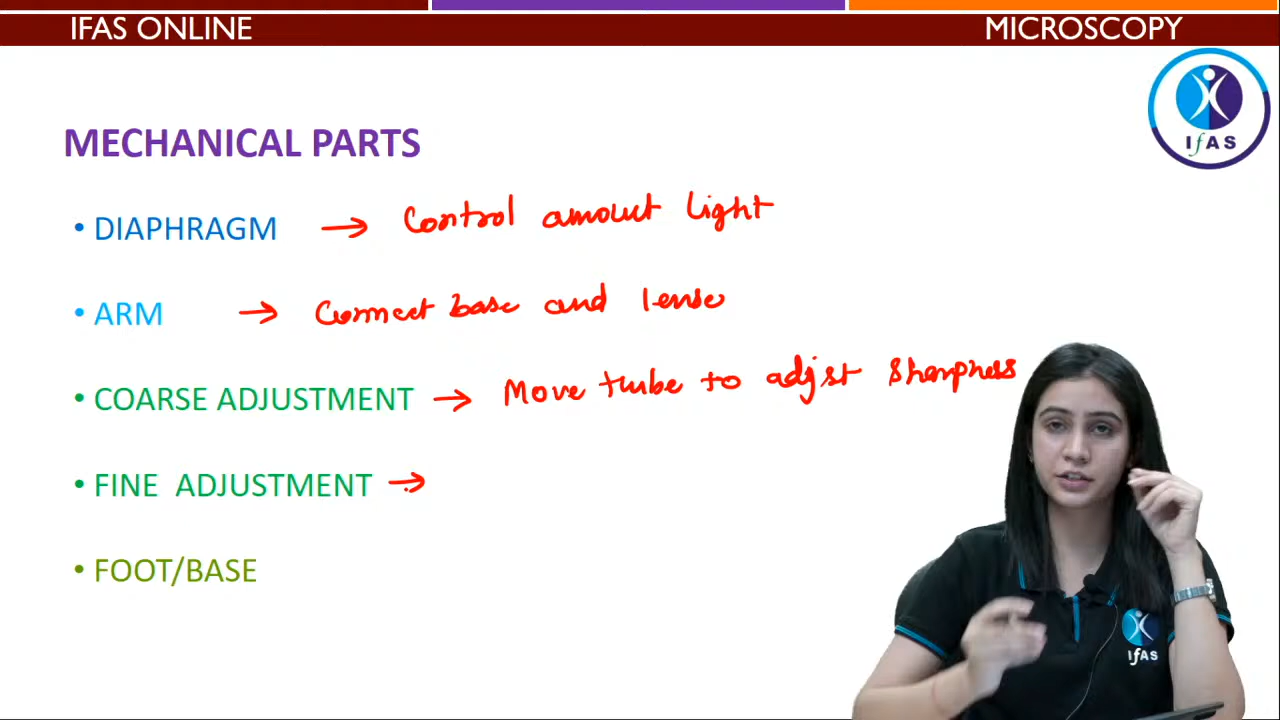 IFAS ONLINE
MICROSCOPY
IfAS
MECHANICAL PARTS
• DIAPHRAGM → Control amout light
• ARM → Connect base and lense
• COARSE ADJUSTMENT → Move tube to adjst sharpness
• FINE ADJUSTMENT →
• FOOT/BASE
IfAS